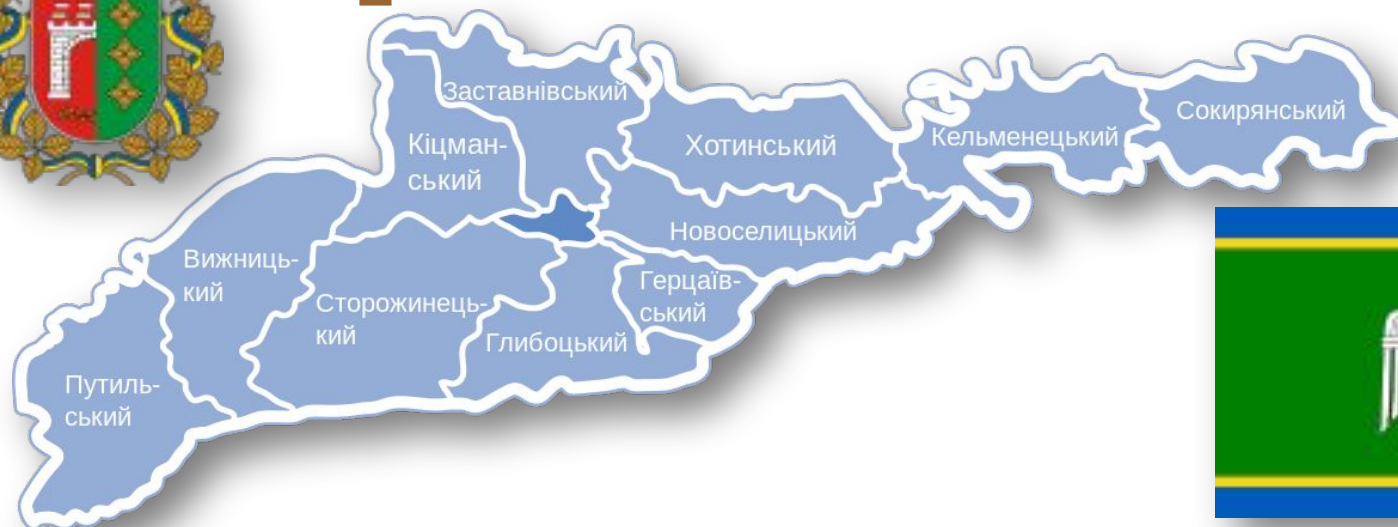 Заставнівський
Сокирянський
Кельменецький
Хотинський
Кіцман-
ський
Новоселицький
Вижниць-
кий
Герцаїв-
ський
Сторожинець-
кий
Глибоцький
Путиль-
ський